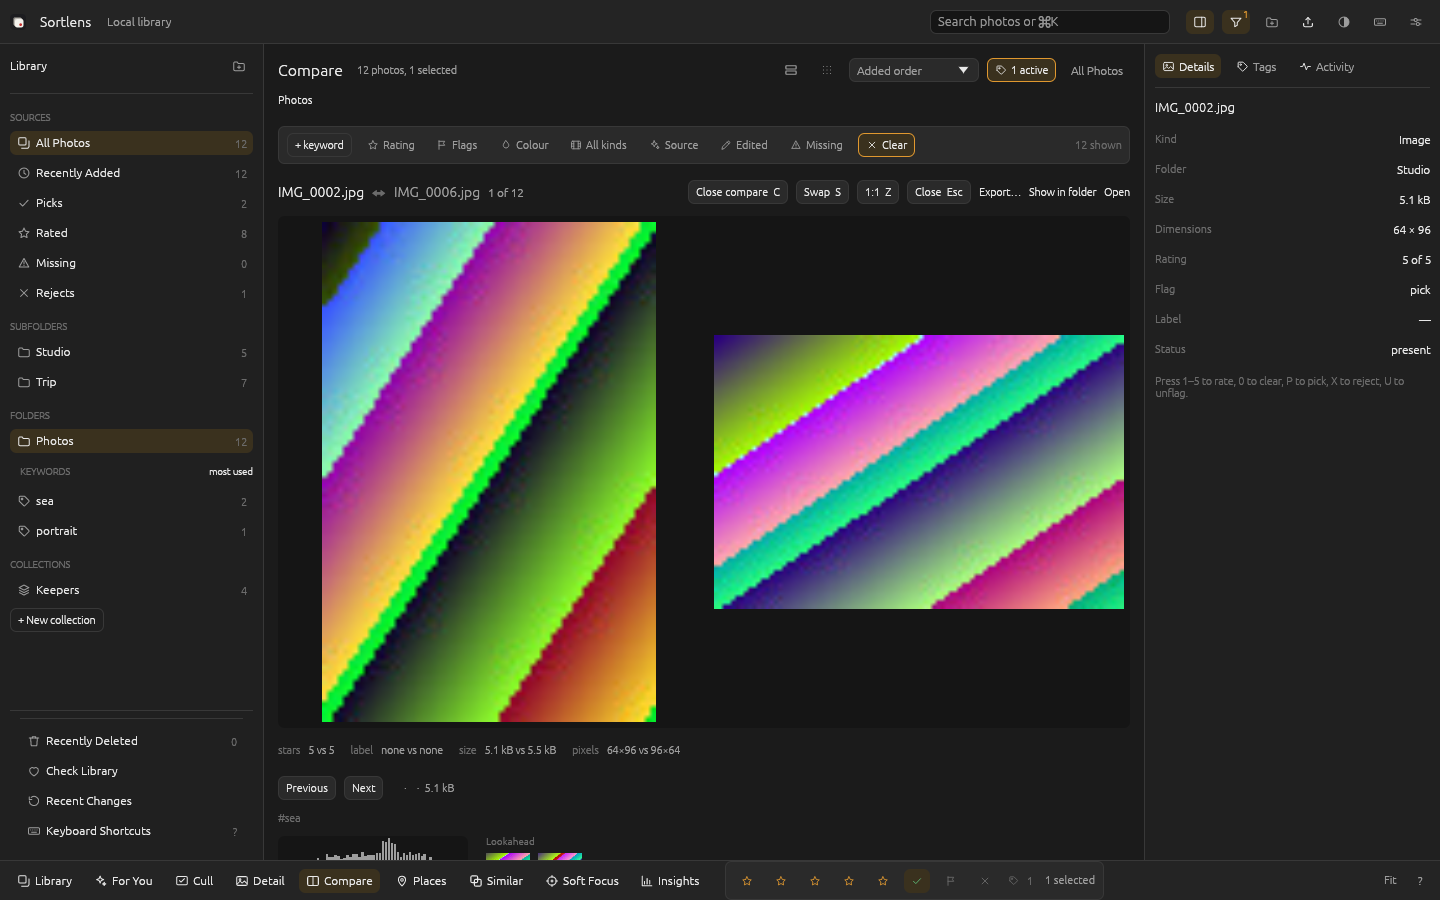 Sortlens Local library Search photos or ⌘K
Library
Compare 12 photos, 1 selected Added order 1 active All Photos
Photos
SOURCES
All Photos 12
Recently Added 12
Picks 2
Rated 8
Missing 0
Rejects 1
SUBFOLDERS
Studio 5
Trip 7
FOLDERS
Photos 12
KEYWORDS most used
sea 2
portrait 1
COLLECTIONS
Keepers 4
+ New collection
Recently Deleted 0
Check Library
Recent Changes
Keyboard Shortcuts ?
+ keyword Rating Flags Colour All kinds Source Edited Missing Clear 12 shown
IMG_0002.jpg IMG_0006.jpg 1 of 12 Close compare C Swap S 1:1 Z Close Esc Export... Show in folder Open
stars 5 vs 5 label none vs none size 5.1 kB vs 5.5 kB pixels 64×96 vs 96×64
Previous Next · · 5.1 kB
#sea
Lookahead
Details Tags Activity
IMG_0002.jpg
Kind Image
Folder Studio
Size 5.1 kB
Dimensions 64 × 96
Rating 5 of 5
Flag pick
Label —
Status present
Press 1–5 to rate, 0 to clear, P to pick, X to reject, U to
unflag.
Library For You Cull Detail Compare Places Similar Soft Focus Insights 1 1 selected Fit ?